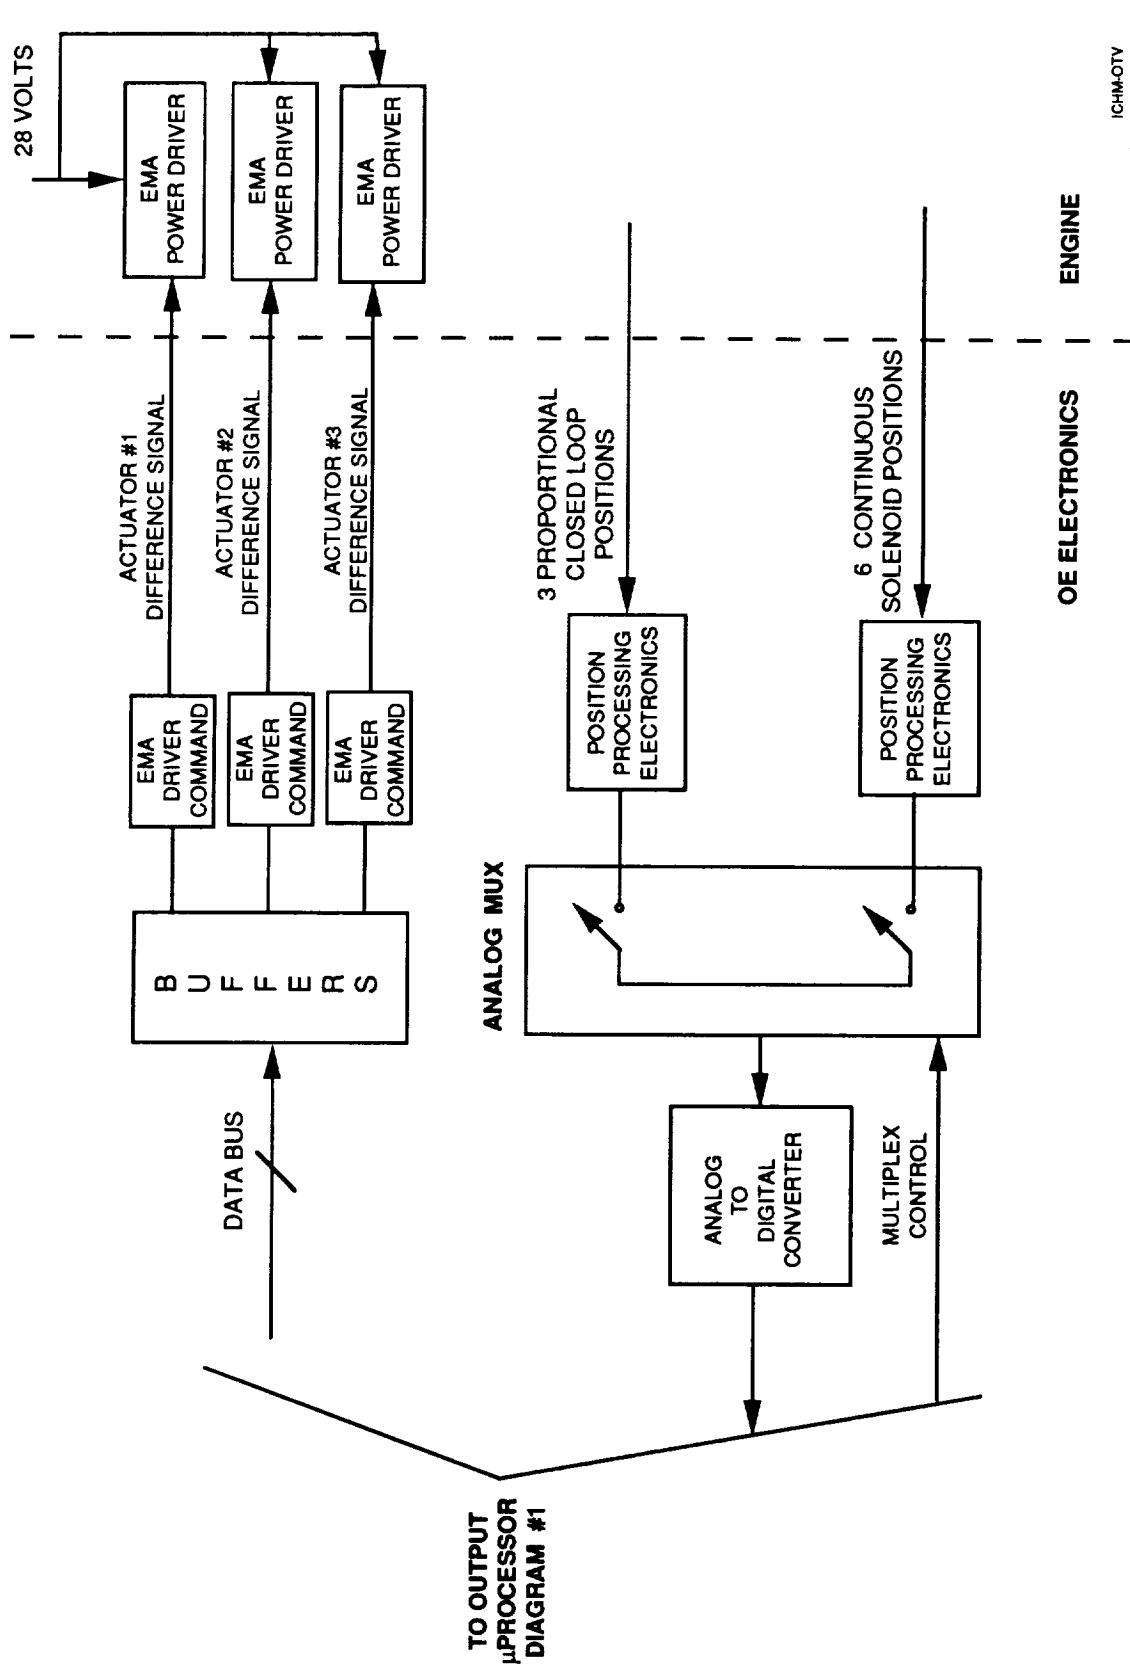 28 VOLTS
EMA
POWER DRIVER
EMA
POWER DRIVER
EMA
POWER DRIVER
ACTUATOR #1
DIFFERENCE SIGNAL
ACTUATOR #2
DIFFERENCE SIGNAL
ACTUATOR #3
DIFFERENCE SIGNAL
EMA
DRIVER
COMMAND
EMA
DRIVER
COMMAND
EMA
DRIVER
COMMAND
B
U
F
F
E
R
S
DATA BUS
3 PROPORTIONAL
CLOSED LOOP
POSITIONS
6 CONTINUOUS
SOLENOID POSITIONS
POSITION
PROCESSING
ELECTRONICS
POSITION
PROCESSING
ELECTRONICS
ANALOG MUX
ANALOG
TO
DIGITAL
CONVERTER
MULTIPLEX
CONTROL
TO OUTPUT
µPROCESSOR
DIAGRAM #1
OE ELECTRONICS
ENGINE
ICHM-OTV